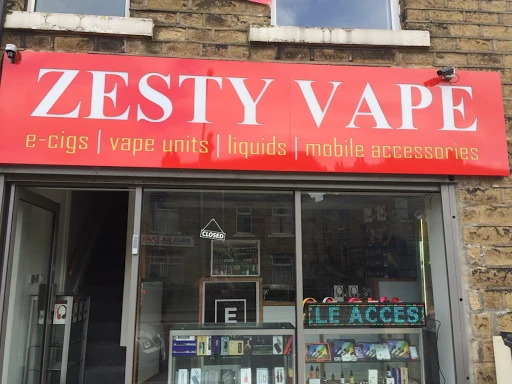 ZESTY VAPE
e-cigs | vape units | liquids | mobile accessories
CLOSED
E
LE ACCES